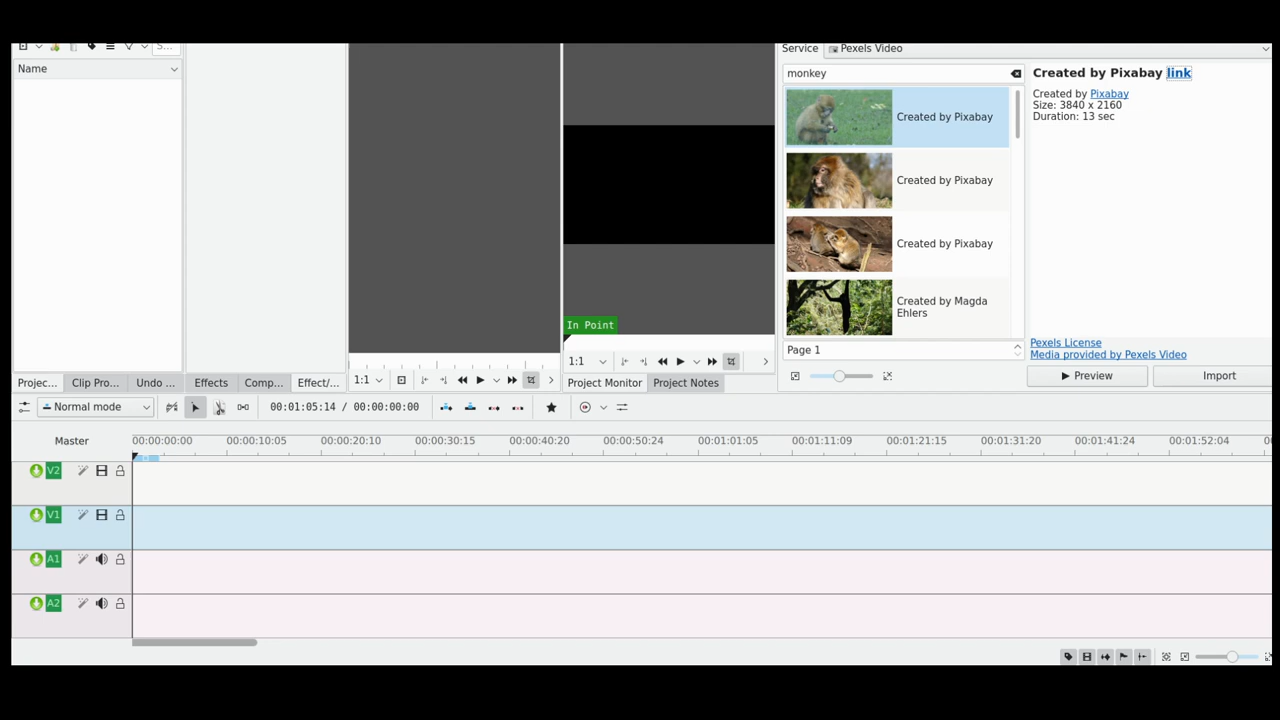 S...
Name
Service
Pexels Video
monkey
Created by Pixabay
Created by Pixabay
Created by Pixabay
Created by Magda
Ehlers
Page 1
Created by Pixabay link
Created by Pixabay
Size: 3840 x 2160
Duration: 13 sec
Pexels License
Media provided by Pexels Video
Preview
Import
In Point
1:1
1:1
Projec...
Clip Pro...
Undo ...
Effects
Comp...
Effect/...
Project Monitor
Project Notes
Normal mode
00:01:05:14 / 00:00:00:00
Master
00:00:00:00
00:00:10:05
00:00:20:10
00:00:30:15
00:00:40:20
00:00:50:24
00:01:01:05
00:01:11:09
00:01:21:15
00:01:31:20
00:01:41:24
00:01:52:04
V2
V1
A1
A2